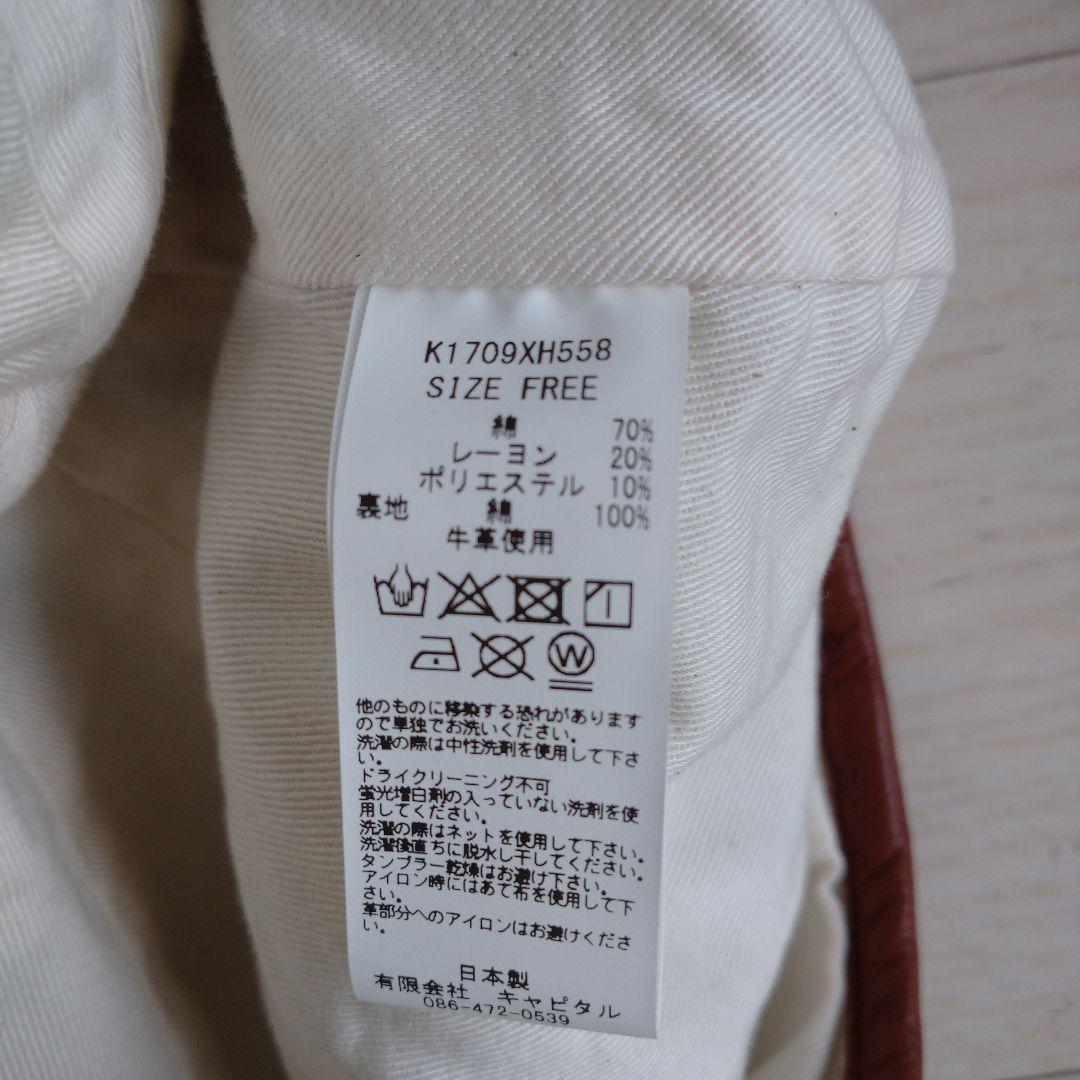 K1709XH558
SIZE FREE
綿 70%
レーヨン 20%
ポリエステル 10%
裏地 綿 100%
牛革使用
W
他のものに移染する恐れがあります
ので単独でお洗いください。
洗濯の際は中性洗剤を使用して下さ
い。
ドライクリーニング不可
蛍光増白剤の入っていない洗剤を使
用してください。
洗濯の際はネットを使用して下さい。
洗濯後直ちに脱水し干してください。
タンブラー乾燥はお避け下さい。
アイロン時にはあて布を使用して下
さい。
革部分へのアイロンはお避けくださ
い。
日本製
有限会社 キャピタル
086-472-0539